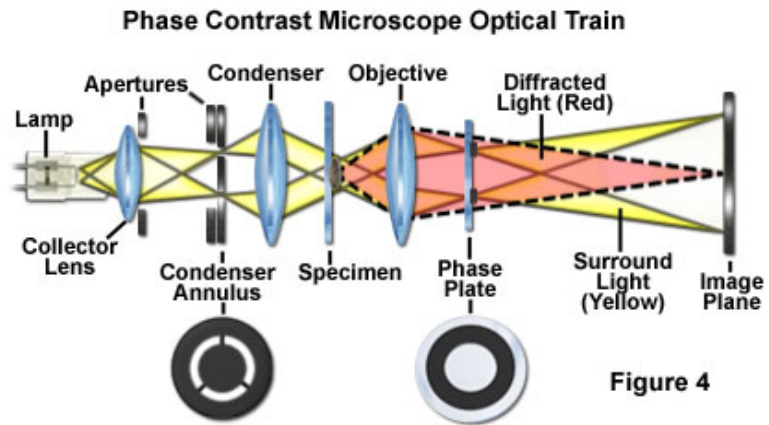 Phase Contrast Microscope Optical Train
Apertures
Condenser
Objective
Diffracted
Light (Red)
Lamp
Collector
Lens
Condenser
Annulus
Specimen
Phase
Plate
Surround
Light
(Yellow)
Image
Plane
Figure 4